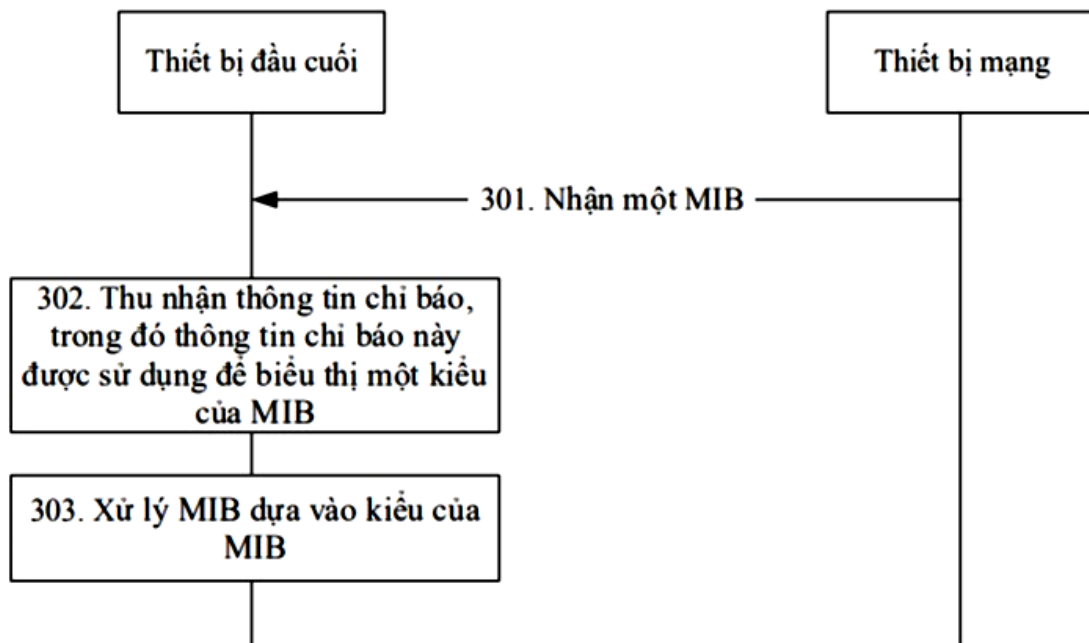 Thiết bị đầu cuối
Thiết bị mạng
301. Nhận một MIB
302. Thu nhận thông tin chỉ báo,
trong đó thông tin chỉ báo này
được sử dụng để biểu thị một kiểu
của MIB
303. Xử lý MIB dựa vào kiểu của
MIB